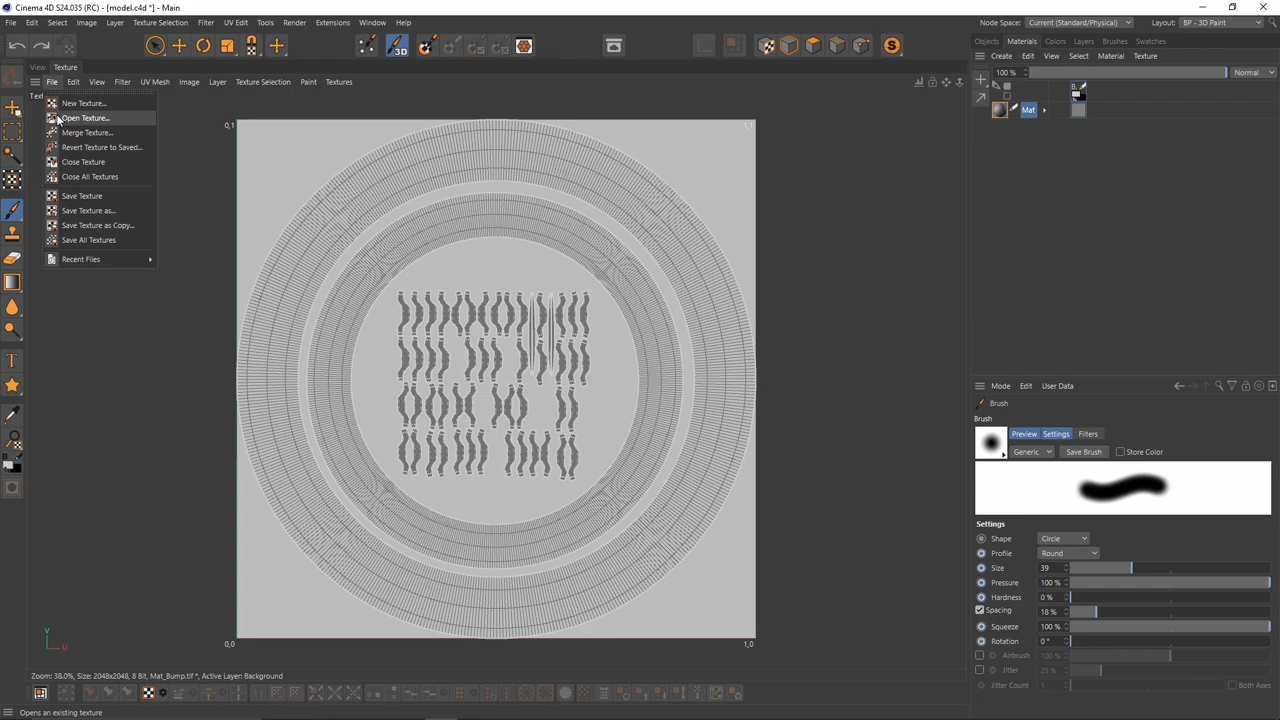 Cinema 4D S24.035 (RC) - [model.c4d *] - Main
File Edit Select Image Layer Texture Selection Filter UV Edit Tools Render Extensions Window Help
Node Space: Current (Standard/Physical) Layout: BP - 3D Paint
Objects Materials Colors Layers Brushes Swatches
View Texture
Create Edit View Select Material Texture
File Edit View Filter UV Mesh Image Layer Texture Selection Paint Textures
100 % Normal
Mat
New Texture...
Open Texture...
Merge Texture...
Revert Texture to Saved...
Close Texture
Close All Textures
Save Texture
Save Texture as...
Save Texture as Copy...
Save All Textures
Recent Files
0,1
1,1
0,0
1,0
V
U
Mode Edit User Data
Brush
Brush
Preview Settings Filters
Generic Save Brush Store Color
Settings
Shape Circle
Profile Round
Size 39
Pressure 100 %
Hardness 0 %
Spacing 18 %
Squeeze 100 %
Rotation 0 °
Airbrush 100 %
Jitter 25 %
Jitter Count 1 Both Axes
Zoom: 38.0%, Size: 2048x2048, 8 Bit, Mat_Bump.tif *, Active Layer: Background
Opens an existing texture